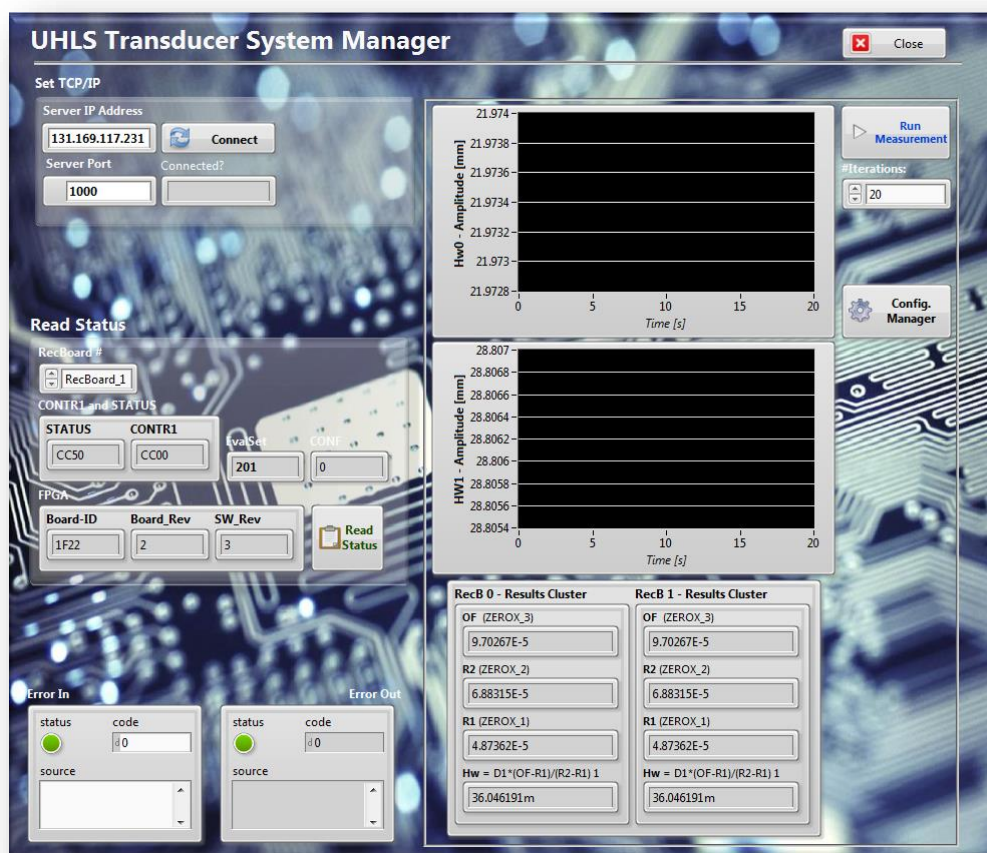 UHLS Transducer System Manager
Close
Set TCP/IP
Server IP Address
131.169.117.231
Connect
Server Port
Connected?
1000
Read Status
RecBoard #
RecBoard_1
CONTR1 and STATUS
STATUS CONTR1
CC50 CC00
EvalSet CONF
201 0
FPGA
Board-ID Board_Rev SW_Rev
1F22 2 3
Read
Status
Error In
status code
d 0
source
Error Out
status code
d 0
source
Hw0 - Amplitude [mm]
21.974
21.9738
21.9736
21.9734
21.9732
21.973
21.9728
0 5 10 15 20
Time [s]
HW1 - Amplitude [mm]
28.807
28.8068
28.8066
28.8064
28.8062
28.806
28.8058
28.8056
28.8054
0 5 10 15 20
Time [s]
Run
Measurement
#Iterations:
20
Config.
Manager
RecB 0 - Results Cluster
OF (ZEROX_3)
9.70267E-5
R2 (ZEROX_2)
6.88315E-5
R1 (ZEROX_1)
4.87362E-5
Hw = D1*(OF-R1)/(R2-R1) 1
36.046191m
RecB 1 - Results Cluster
OF (ZEROX_3)
9.70267E-5
R2 (ZEROX_2)
6.88315E-5
R1 (ZEROX_1)
4.87362E-5
Hw = D1*(OF-R1)/(R2-R1) 1
36.046191m